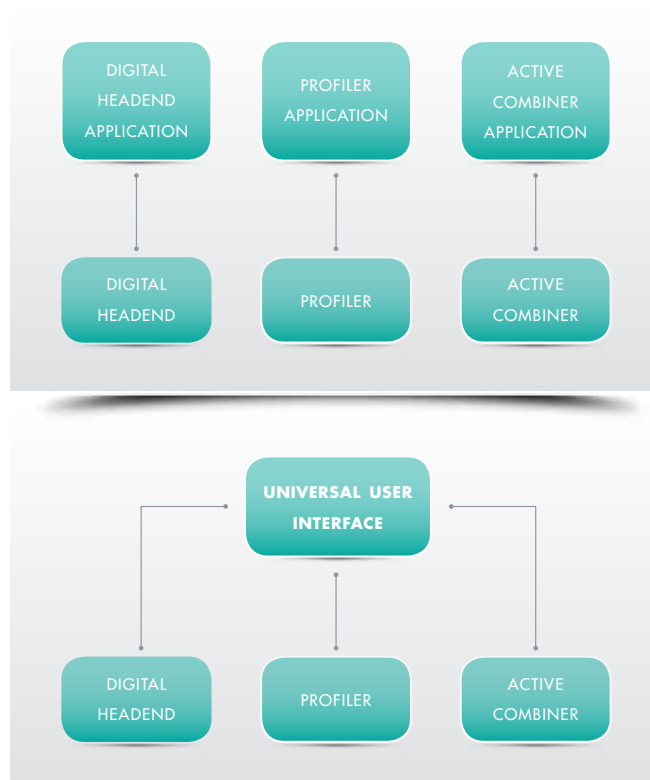 DIGITAL
HEADEND
APPLICATION
PROFILER
APPLICATION
ACTIVE
COMBINER
APPLICATION
DIGITAL
HEADEND
PROFILER
ACTIVE
COMBINER
UNIVERSAL USER
INTERFACE
DIGITAL
HEADEND
PROFILER
ACTIVE
COMBINER